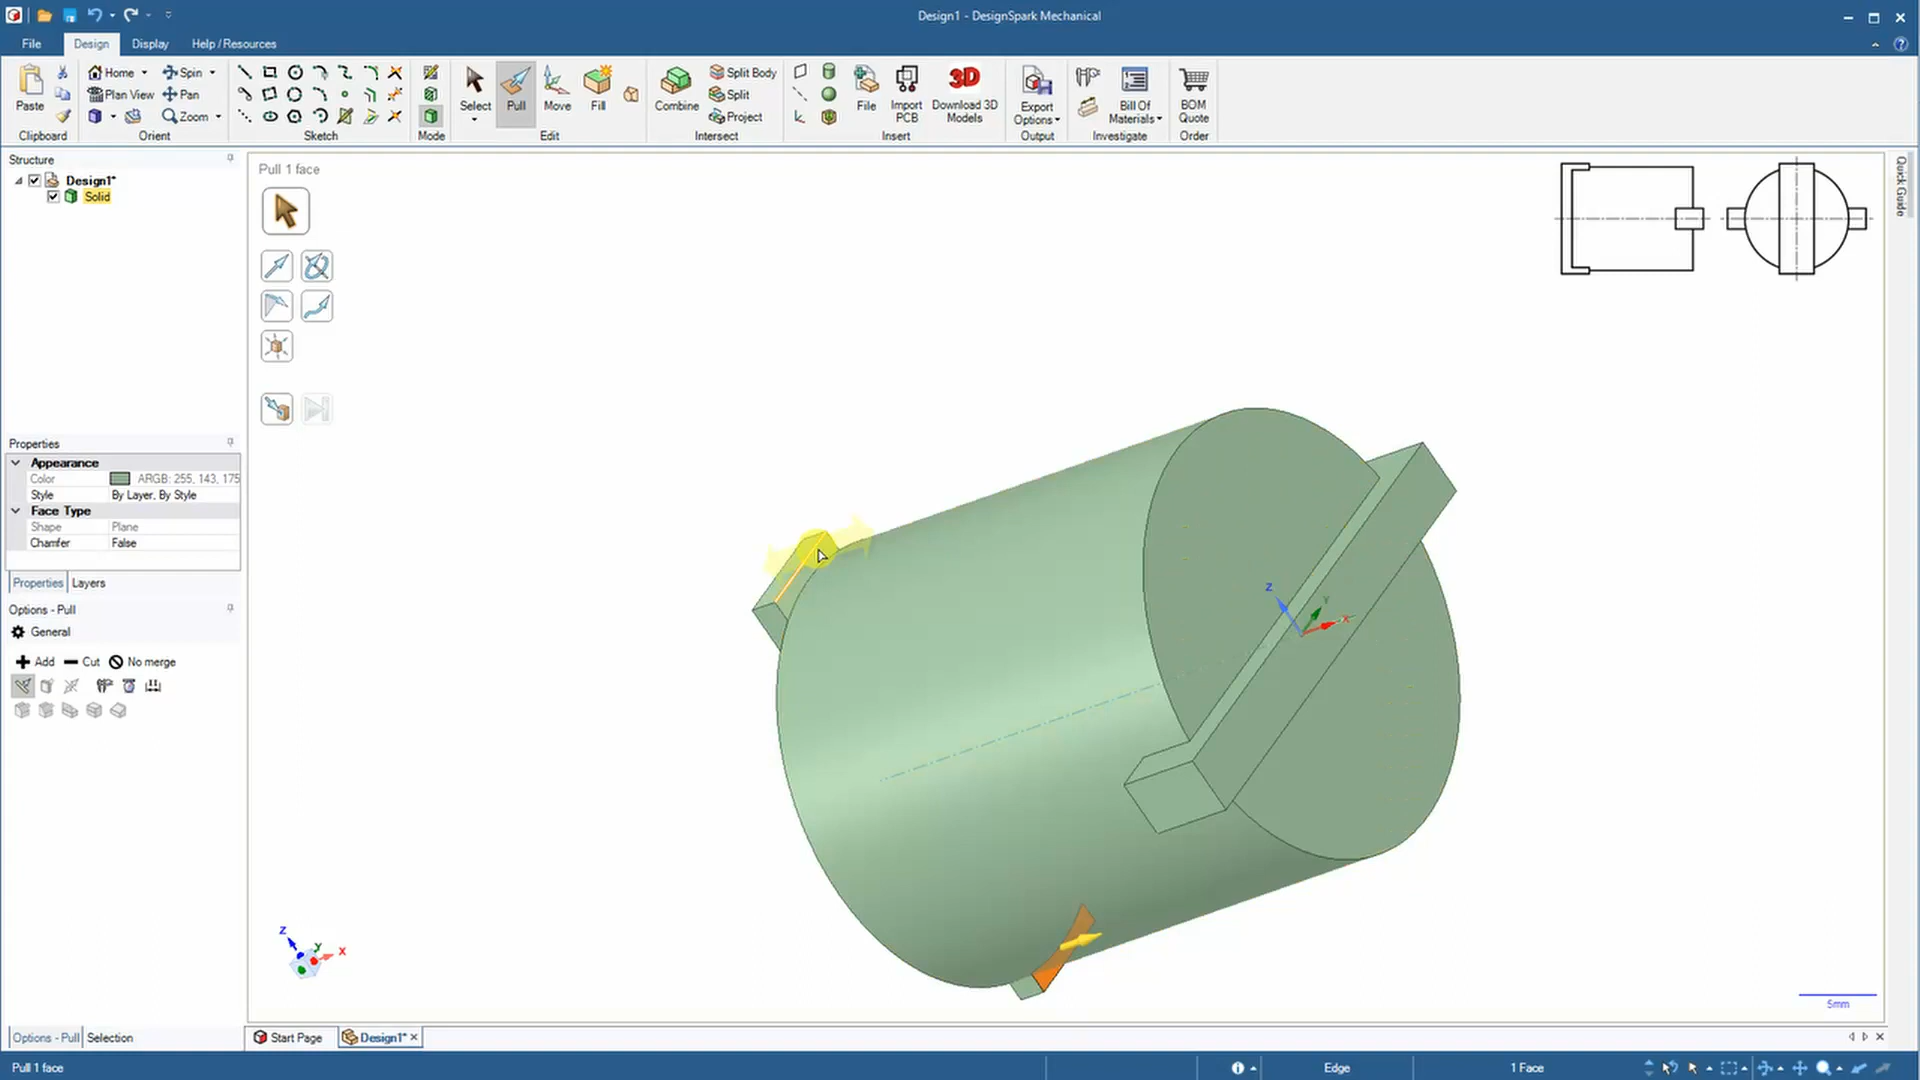 Design1 - DesignSpark Mechanical
File Design Display Help / Resources
Paste
Home Spin
Plan View Pan
Zoom
Select Pull Move Fill
Combine
Split Body
Split
Project
File Import PCB Download 3D Models
3D
Export Options
Bill Of Materials
BOM Quote
Clipboard Orient Sketch Mode Edit Intersect Insert Output Investigate Order
Structure
Design1*
Solid
Pull 1 face
Quick Guide
Properties
Appearance
Color ARGB: 255, 143, 175
Style By Layer, By Style
Face Type
Shape Plane
Chamfer False
Properties Layers
Options - Pull
General
Add Cut No merge
Z Y X
Z Y X
5mm
Options - Pull Selection
Start Page Design1*
Pull 1 face Edge 1 Face